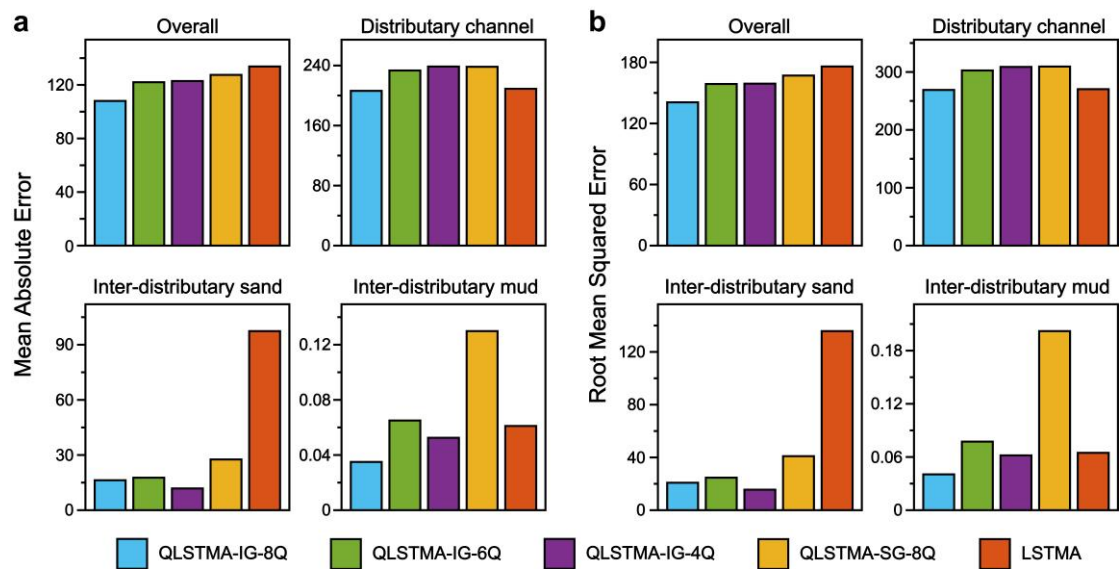 a
Mean Absolute Error
Overall
120
80
40
0
Distributary channel
240
160
80
0
Inter-distributary sand
90
60
30
0
Inter-distributary mud
0.12
0.08
0.04
0
b
Root Mean Squared Error
Overall
180
120
60
0
Distributary channel
300
200
100
0
Inter-distributary sand
120
80
40
0
Inter-distributary mud
0.18
0.12
0.06
0
QLSTMA-IG-8Q
QLSTMA-IG-6Q
QLSTMA-IG-4Q
QLSTMA-SG-8Q
LSTMA